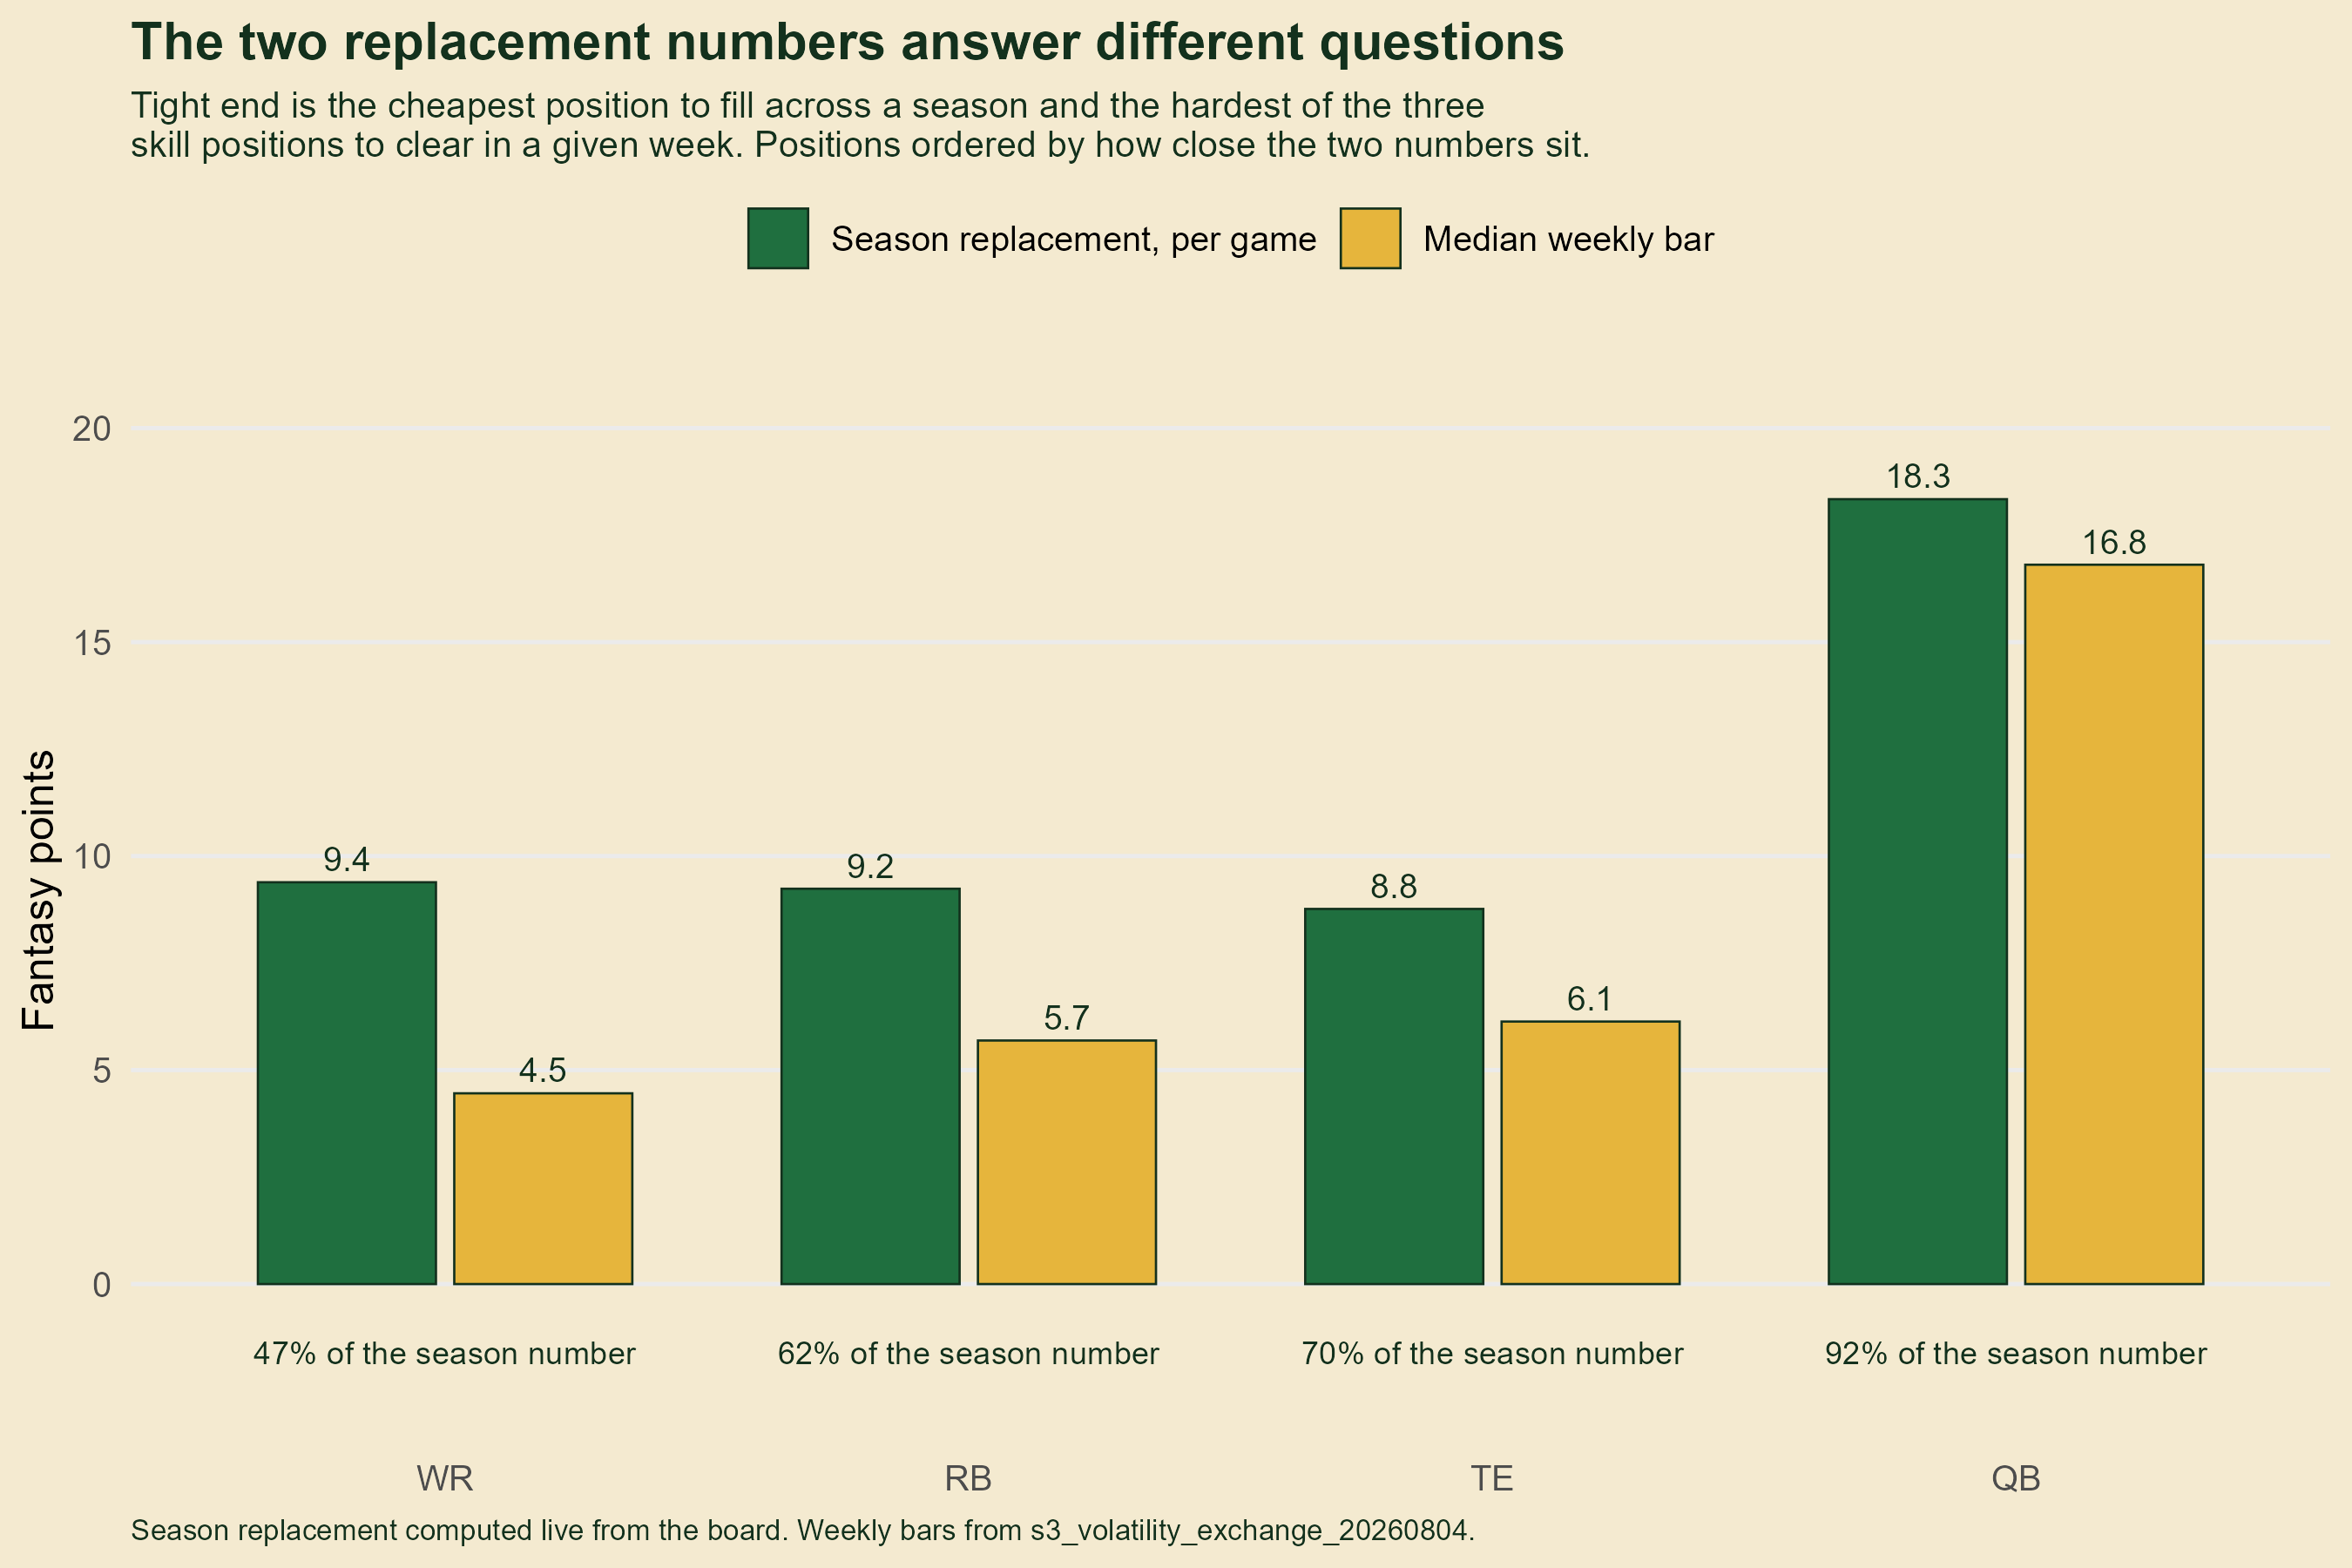 The two replacement numbers answer different questions
Tight end is the cheapest position to fill across a season and the hardest of the three
skill positions to clear in a given week. Positions ordered by how close the two numbers sit.
Season replacement, per game
Median weekly bar
Fantasy points
20
15
10
5
0
9.4
4.5
9.2
5.7
8.8
6.1
18.3
16.8
47% of the season number
62% of the season number
70% of the season number
92% of the season number
WR
RB
TE
QB
Season replacement computed live from the board. Weekly bars from s3_volatility_exchange_20260804.